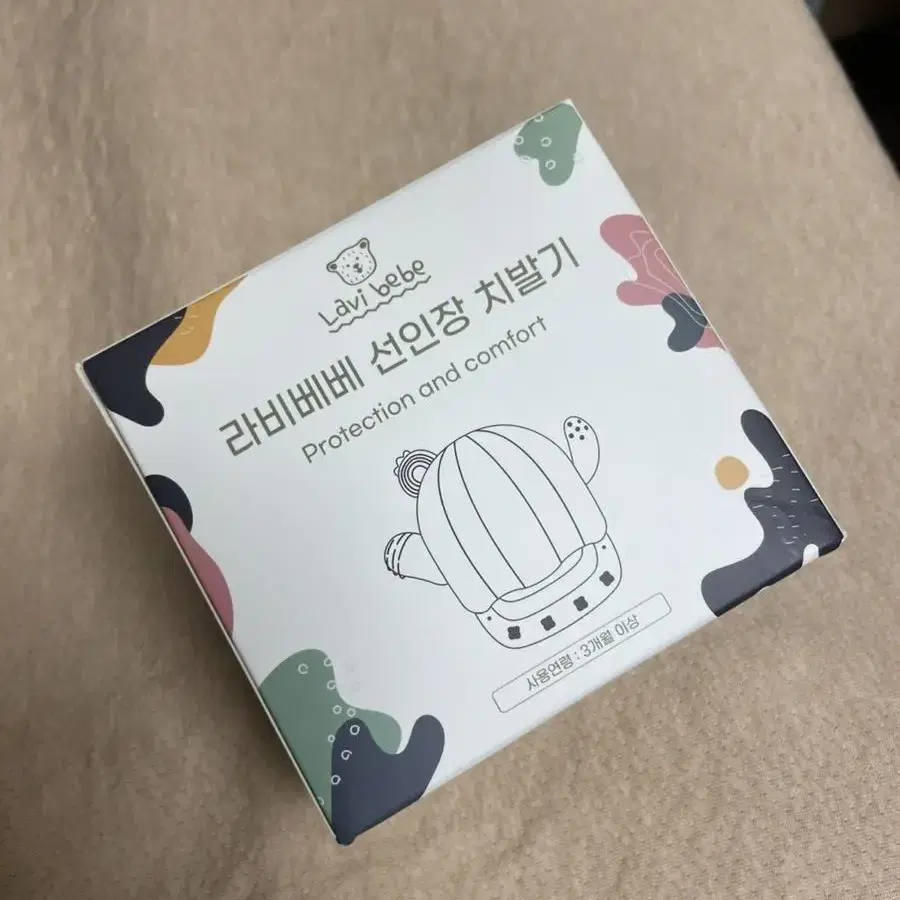 Lavi bebe
라비베베 선인장 치발기
Protection and comfort
사용연령 : 3개월 이상